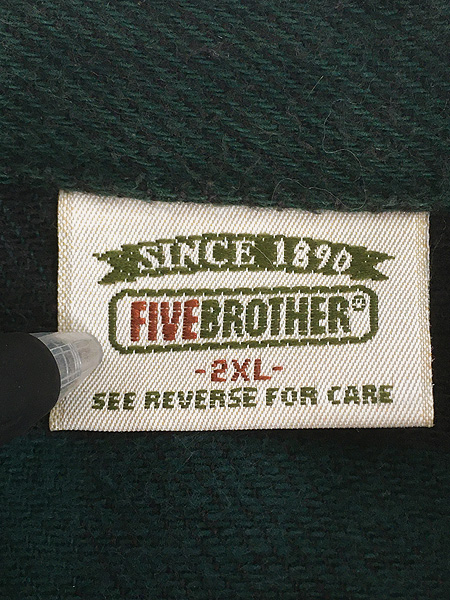 SINCE 1890
FIVEBROTHER®
-2XL-
SEE REVERSE FOR CARE